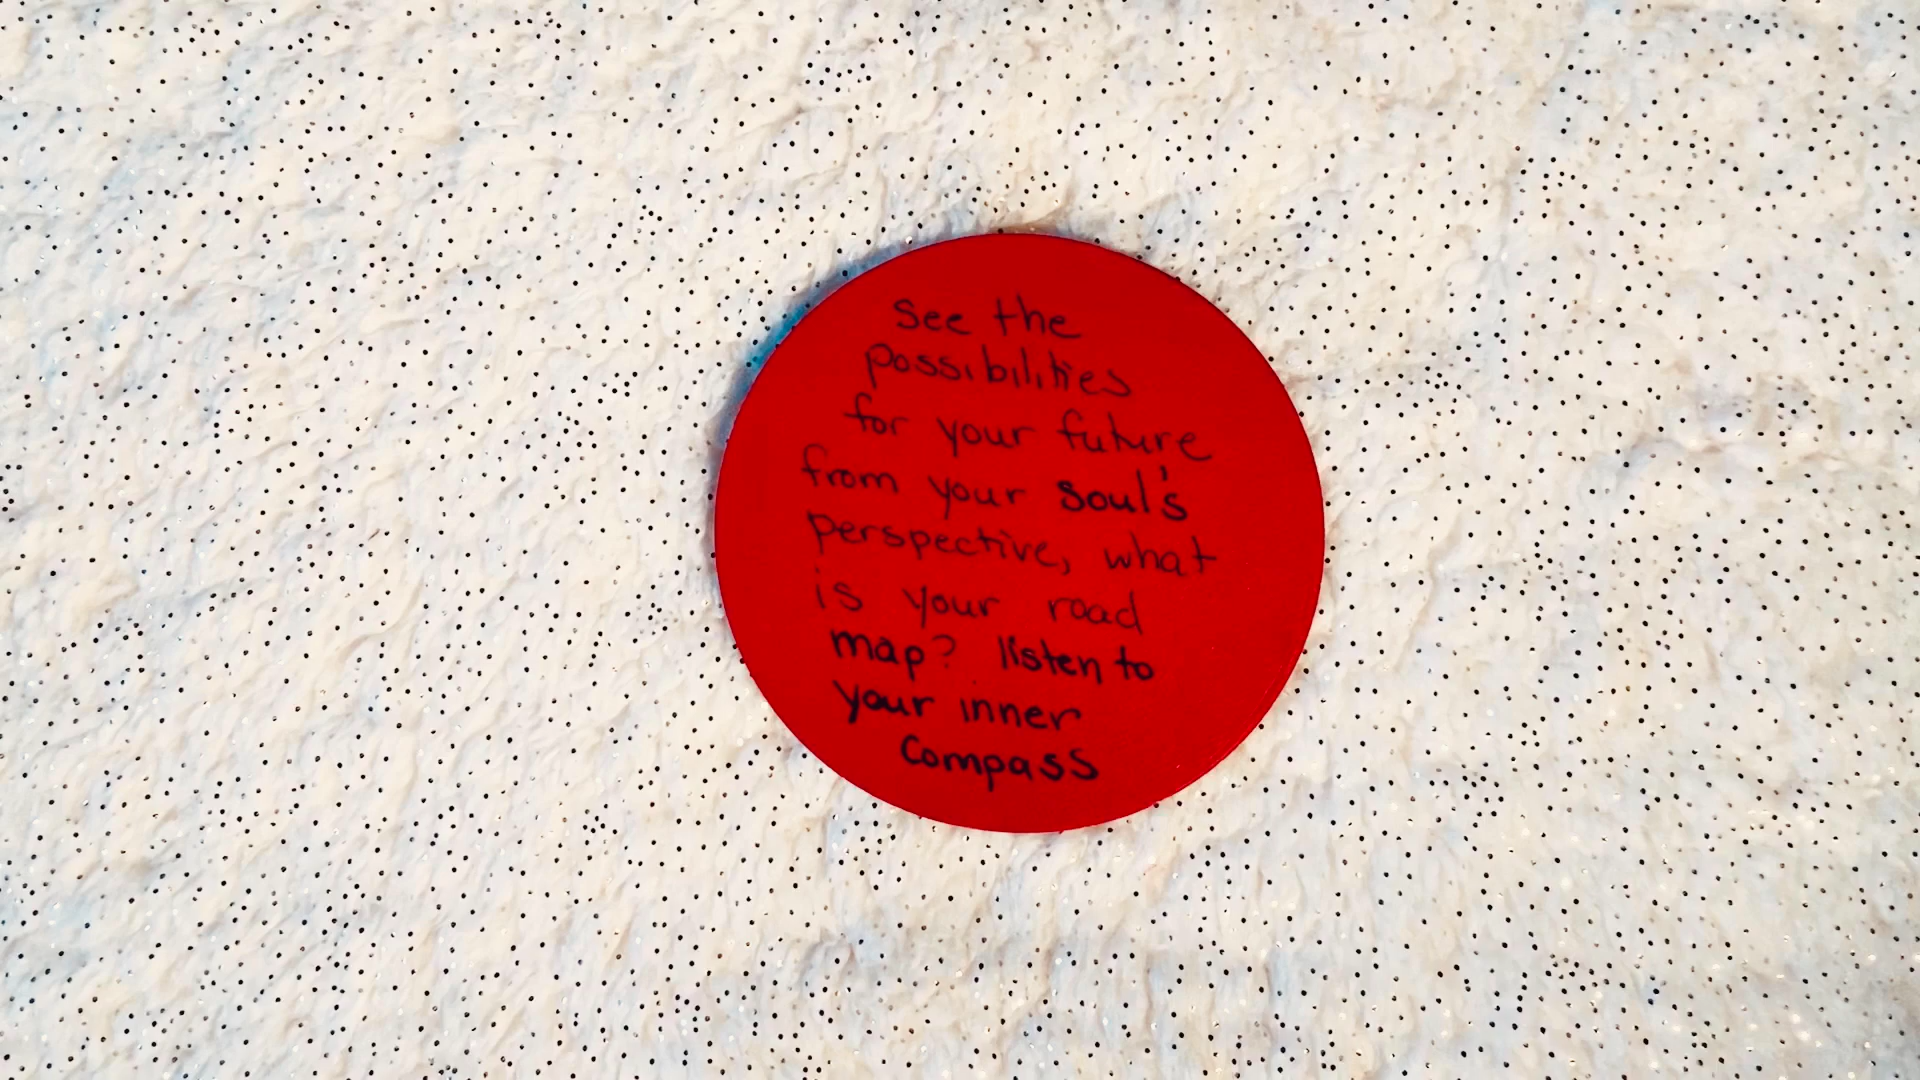 See the
possibilities
for your future
from your soul's
perspective, what
is your road
map? listen to
your inner
Compass